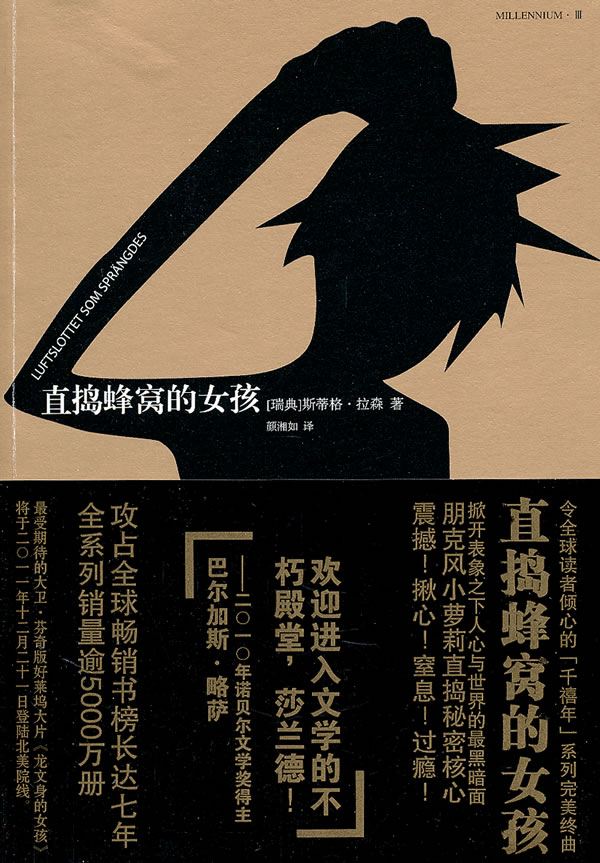 MILLENNIUM · III
LUFTSLOTTET SOM SPRÄNGDES
直捣蜂窝的女孩
[瑞典]斯蒂格·拉森 著
颜湘如 译
令全球读者倾心的「千禧年」系列完美终曲
直捣蜂窝的女孩
掀开表象之下人心与世界的最黑暗面
朋克风小萝莉直捣秘密核心
震撼！揪心！窒息！过瘾！
欢迎进入文学的不
朽殿堂，莎兰德！
——二〇一〇年诺贝尔文学奖得主
巴尔加斯·略萨
攻占全球畅销书榜长达七年
全系列销量逾5000万册
最受期待的大卫·芬奇版好莱坞大片《龙文身的女孩》
将于二〇一一年十二月二十一日登陆北美院线。